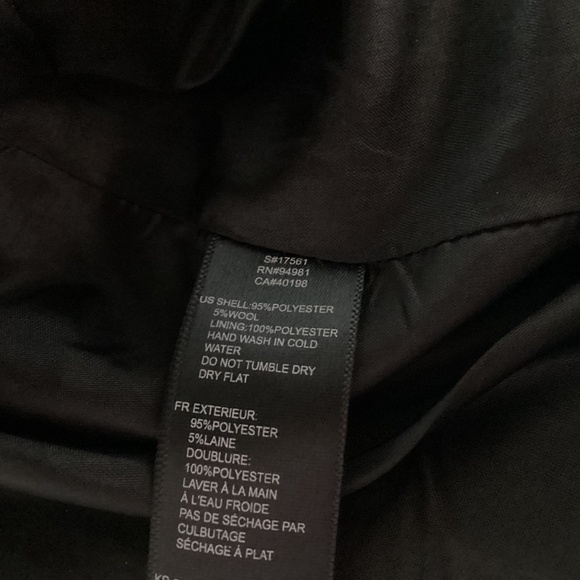 S#17561
RN#94981
CA#40198
US SHELL:95%POLYESTER
5%WOOL
LINING:100%POLYESTER
HAND WASH IN COLD
WATER
DO NOT TUMBLE DRY
DRY FLAT
FR EXTERIEUR:
95%POLYESTER
5%LAINE
DOUBLURE:
100%POLYESTER
LAVER À LA MAIN
À L'EAU FROIDE
PAS DE SÉCHAGE PAR
CULBUTAGE
SÉCHAGE À PLAT